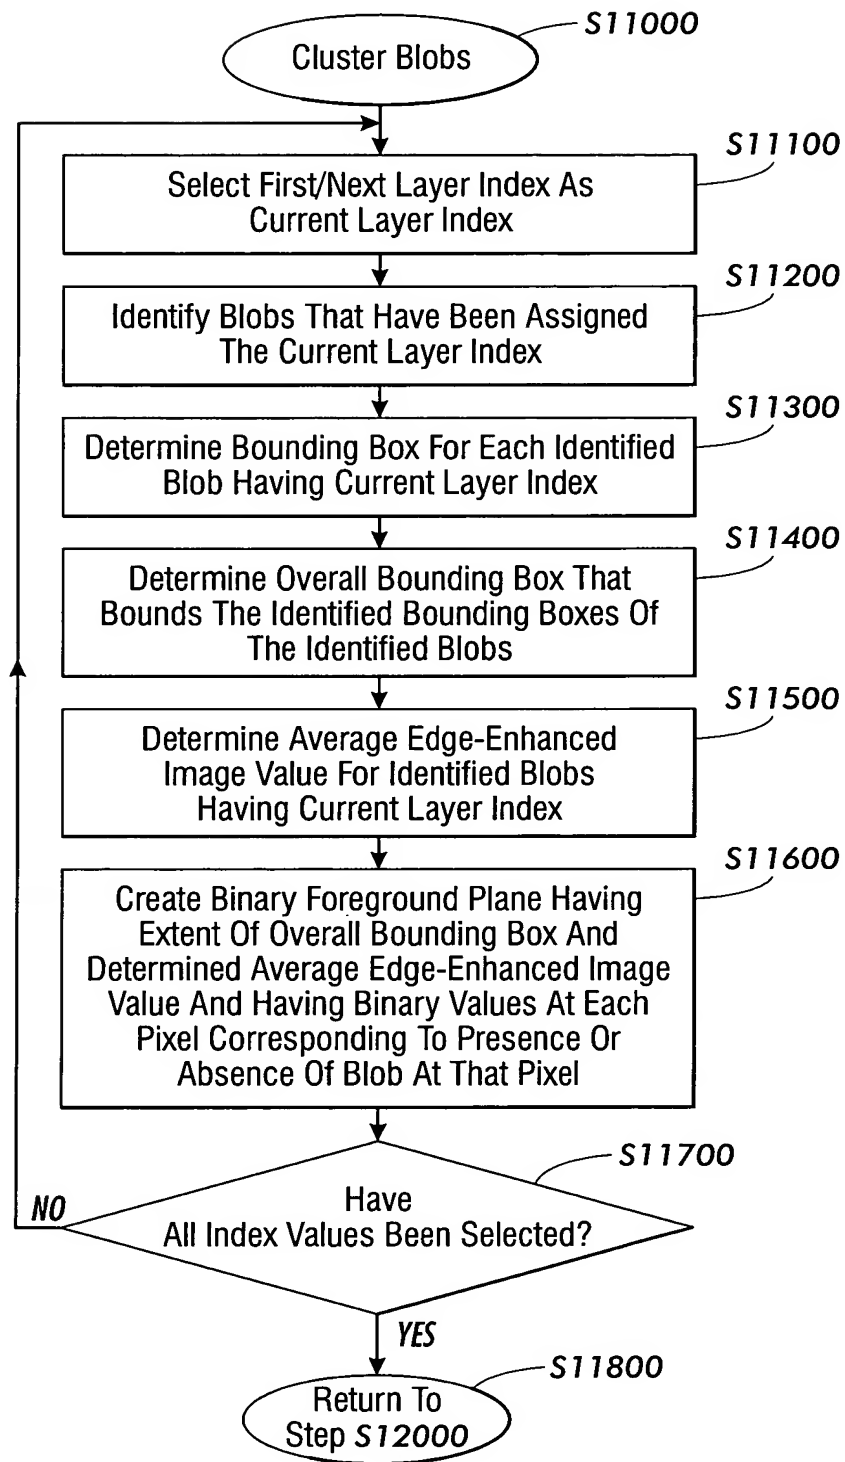 S11000
Cluster Blobs
S11100
Select First/Next Layer Index As
Current Layer Index
S11200
Identify Blobs That Have Been Assigned
The Current Layer Index
S11300
Determine Bounding Box For Each Identified
Blob Having Current Layer Index
S11400
Determine Overall Bounding Box That
Bounds The Identified Bounding Boxes Of
The Identified Blobs
S11500
Determine Average Edge-Enhanced
Image Value For Identified Blobs
Having Current Layer Index
S11600
Create Binary Foreground Plane Having
Extent Of Overall Bounding Box And
Determined Average Edge-Enhanced Image
Value And Having Binary Values At Each
Pixel Corresponding To Presence Or
Absence Of Blob At That Pixel
S11700
Have
All Index Values Been Selected?
NO
YES
S11800
Return To
Step S12000